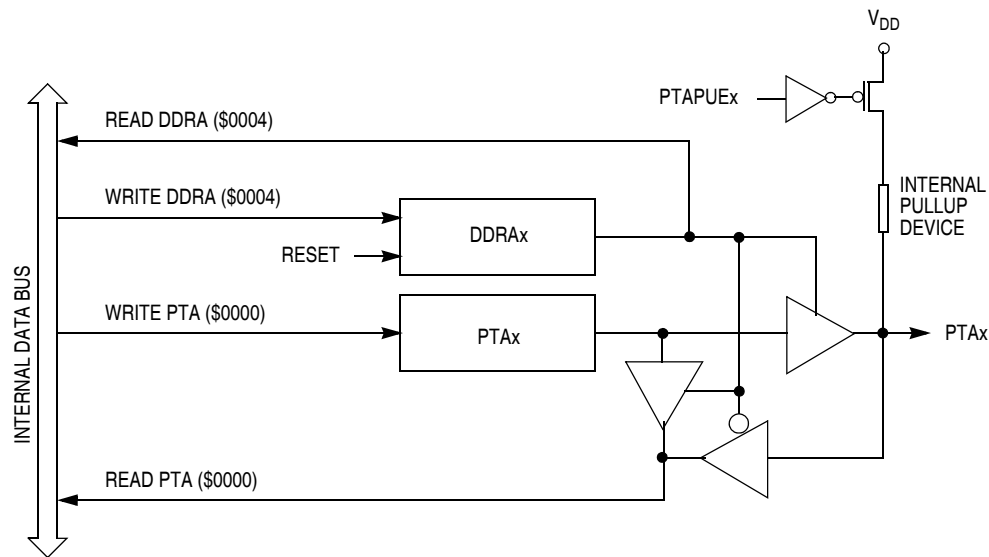 VDD
PTAPUEx
READ DDRA ($0004)
INTERNAL
PULLUP
DEVICE
WRITE DDRA ($0004)
DDRAx
RESET
WRITE PTA ($0000)
PTAx
PTAx
INTERNAL DATA BUS
READ PTA ($0000)